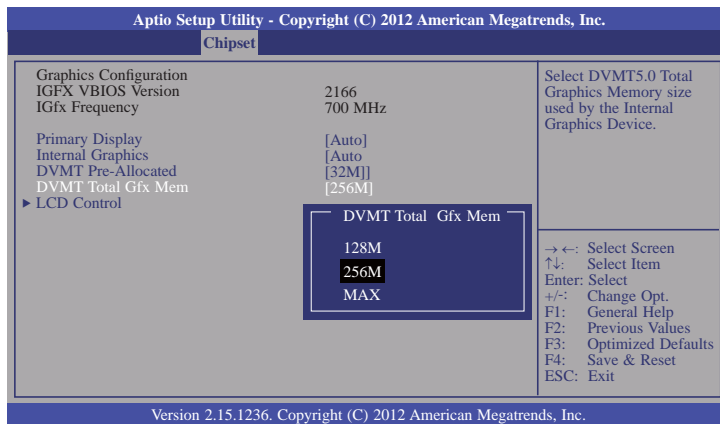 Aptio Setup Utility - Copyright (C) 2012 American Megatrends, Inc.
Chipset
Graphics Configuration
IGFX VBIOS Version 2166
IGfx Frequency 700 MHz
Primary Display [Auto]
Internal Graphics [Auto
DVMT Pre-Allocated [32M]]
DVMT Total Gfx Mem [256M]
▶ LCD Control
DVMT Total Gfx Mem
128M
256M
MAX
Select DVMT5.0 Total
Graphics Memory size
used by the Internal
Graphics Device.
→←: Select Screen
↑↓: Select Item
Enter: Select
+/-: Change Opt.
F1: General Help
F2: Previous Values
F3: Optimized Defaults
F4: Save & Reset
ESC: Exit
Version 2.15.1236. Copyright (C) 2012 American Megatrends, Inc.